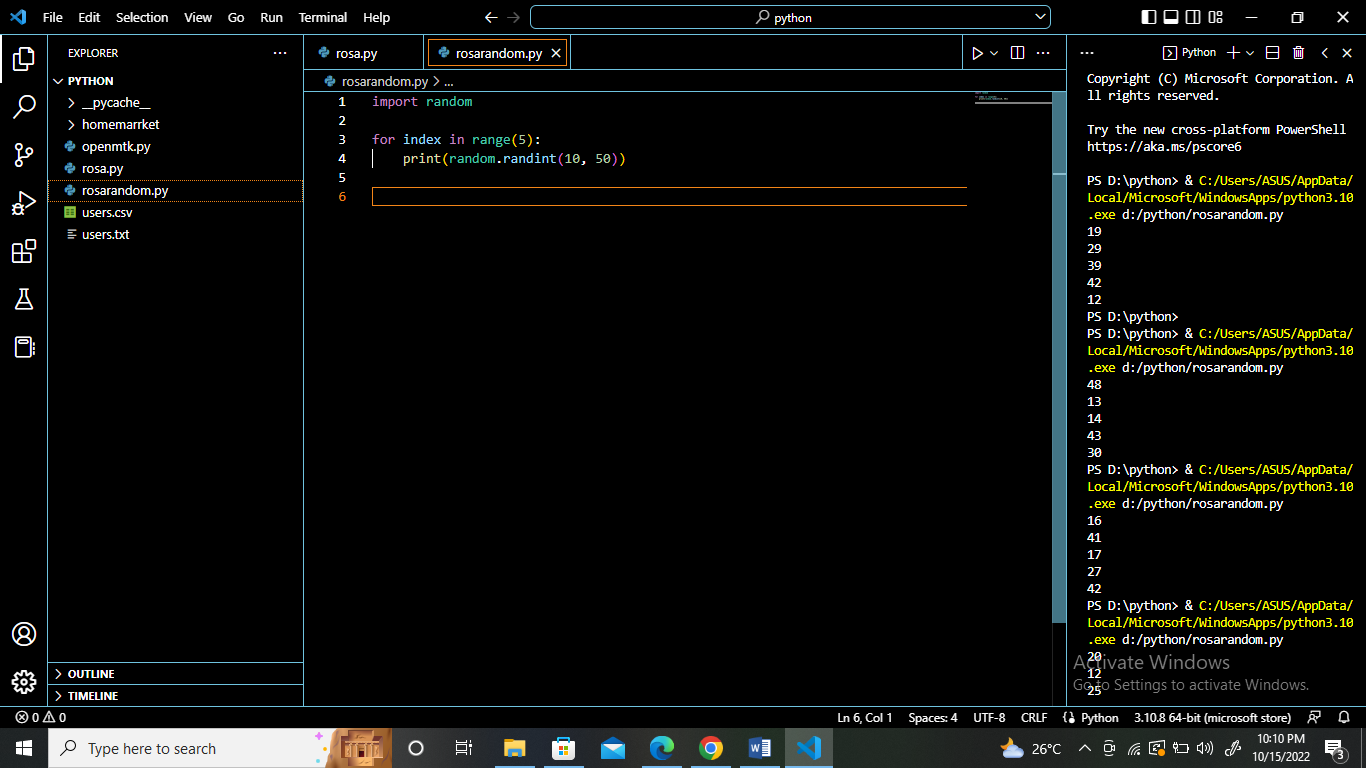 File Edit Selection View Go Run Terminal Help
python
EXPLORER
PYTHON
__pycache__
homemarrket
openmtk.py
rosa.py
rosarandom.py
users.csv
users.txt
OUTLINE
TIMELINE
rosa.py
rosarandom.py
rosarandom.py > ...
1 import random
2
3 for index in range(5):
4     print(random.randint(10, 50))
5
6
Python
Copyright (C) Microsoft Corporation. A
ll rights reserved.
Try the new cross-platform PowerShell
https://aka.ms/pscore6
PS D:\python> & C:/Users/ASUS/AppData/
Local/Microsoft/WindowsApps/python3.10
.exe d:/python/rosarandom.py
19
29
39
42
12
PS D:\python>
PS D:\python> & C:/Users/ASUS/AppData/
Local/Microsoft/WindowsApps/python3.10
.exe d:/python/rosarandom.py
48
13
14
43
30
PS D:\python> & C:/Users/ASUS/AppData/
Local/Microsoft/WindowsApps/python3.10
.exe d:/python/rosarandom.py
16
41
17
27
42
PS D:\python> & C:/Users/ASUS/AppData/
Local/Microsoft/WindowsApps/python3.10
.exe d:/python/rosarandom.py
20
12
25
Activate Windows
Go to Settings to activate Windows.
0 0
Ln 6, Col 1 Spaces: 4 UTF-8 CRLF Python 3.10.8 64-bit (microsoft store)
Type here to search
26°C
10:10 PM
10/15/2022
3